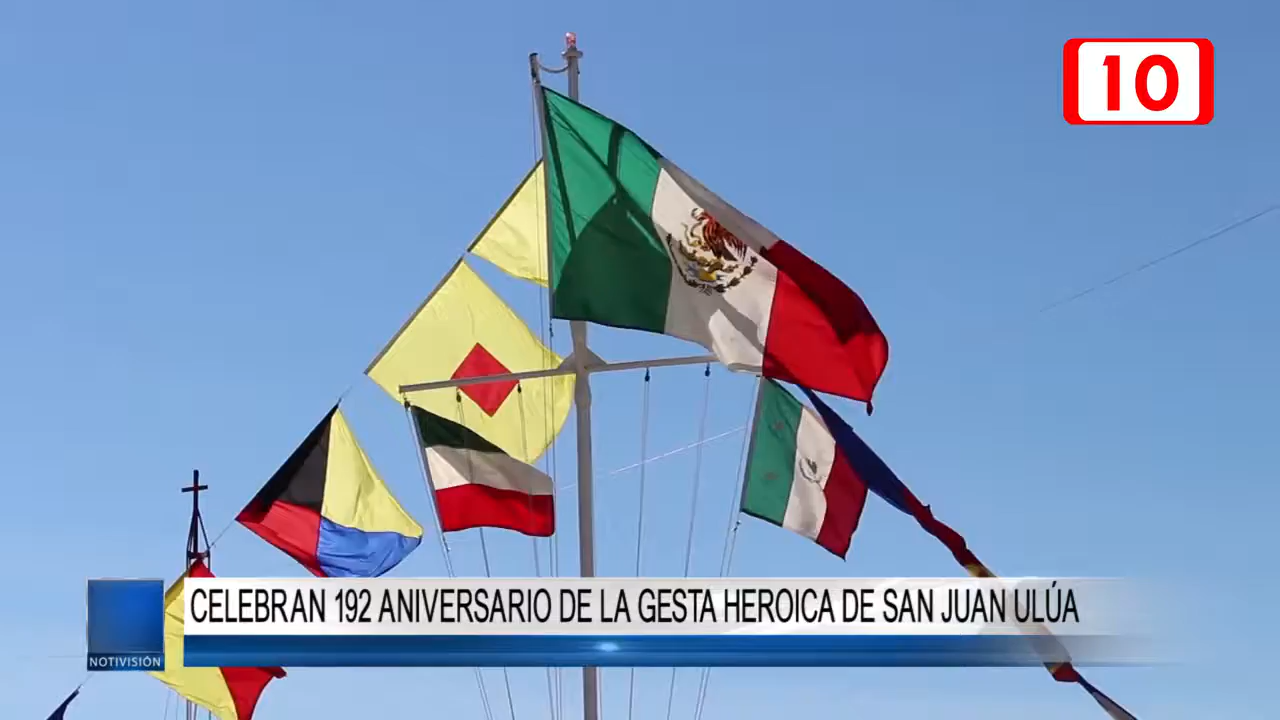 10
CELEBRAN 192 ANIVERSARIO DE LA GESTA HEROICA DE SAN JUAN ULÚA
NOTIVISIÓN